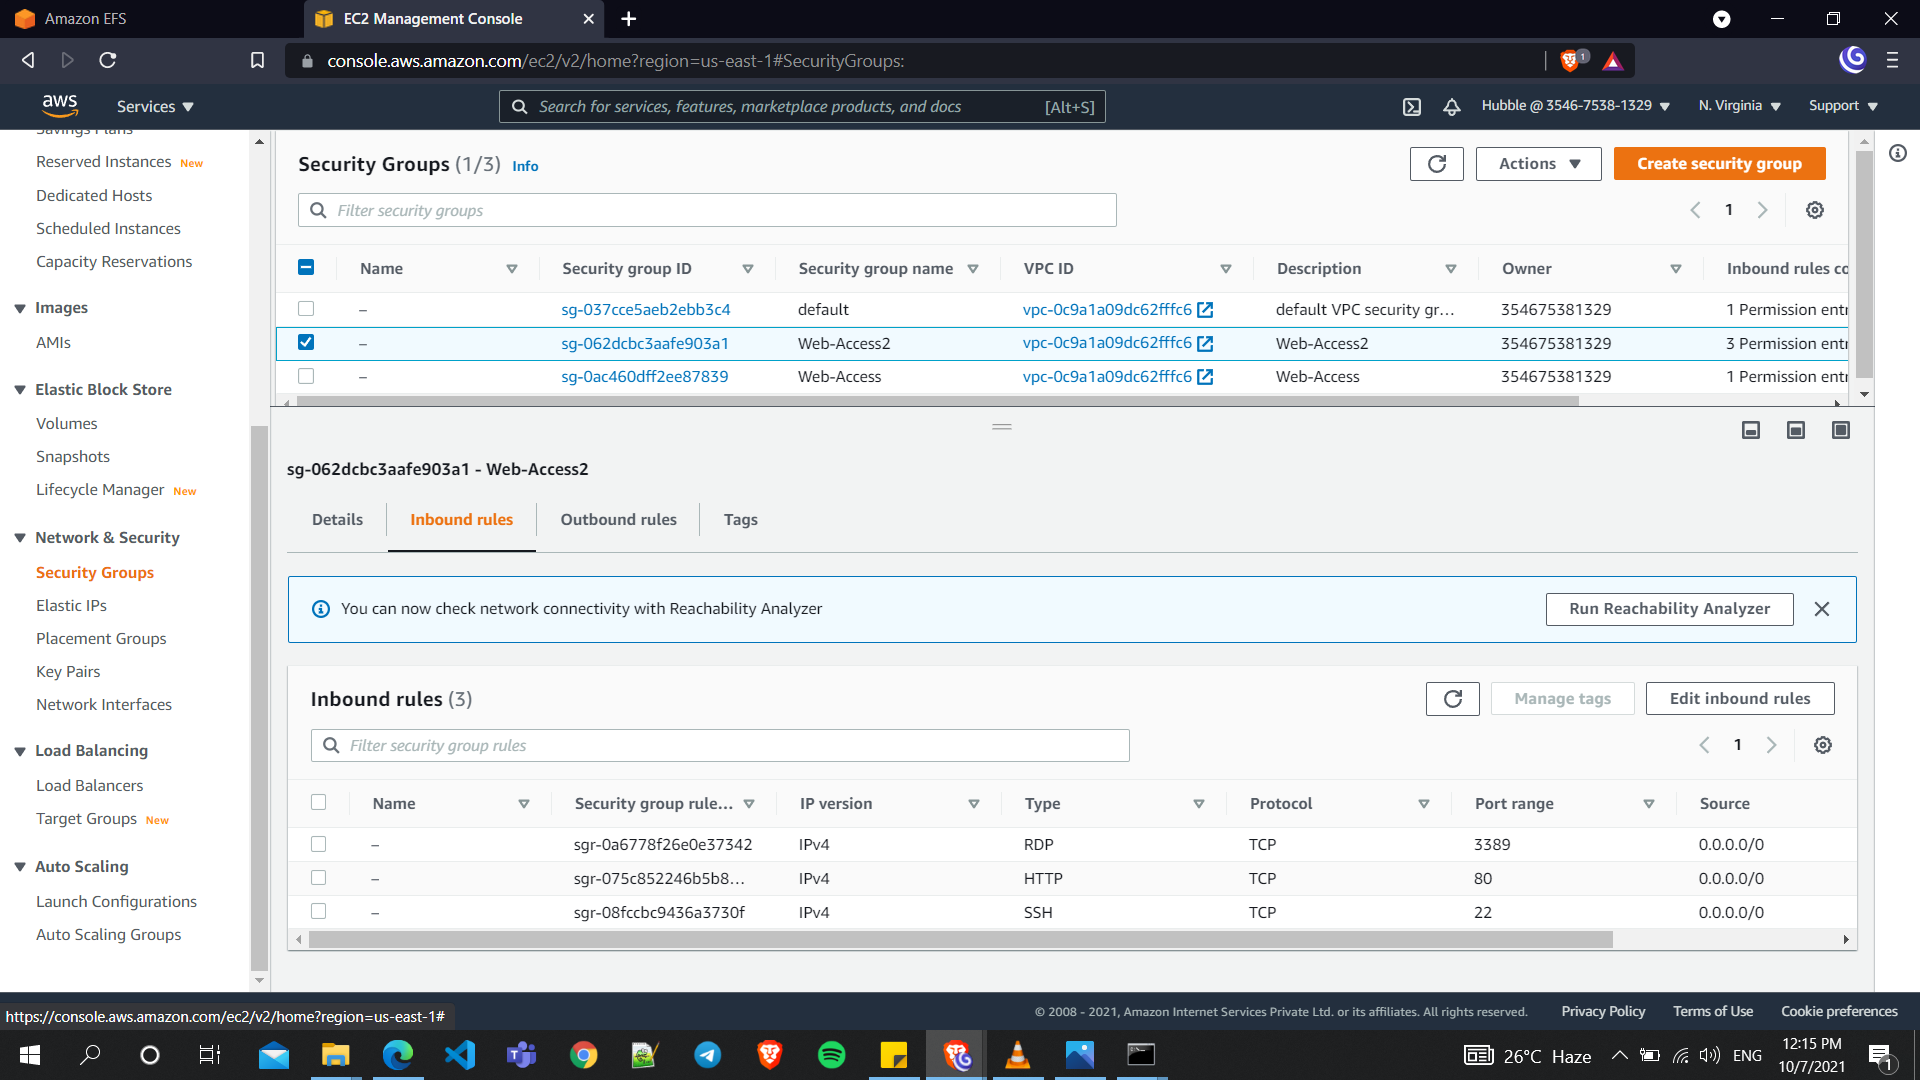 Amazon EFS
EC2 Management Console
console.aws.amazon.com/ec2/v2/home?region=us-east-1#SecurityGroups:
1
aws
Services
Search for services, features, marketplace products, and docs
[Alt+S]
Hubble @ 3546-7538-1329
N. Virginia
Support
Savings Plans
Reserved Instances New
Dedicated Hosts
Scheduled Instances
Capacity Reservations
Images
AMIs
Elastic Block Store
Volumes
Snapshots
Lifecycle Manager New
Network & Security
Security Groups
Elastic IPs
Placement Groups
Key Pairs
Network Interfaces
Load Balancing
Load Balancers
Target Groups New
Auto Scaling
Launch Configurations
Auto Scaling Groups
Security Groups (1/3) Info
Actions
Create security group
Filter security groups
1
Name Security group ID Security group name VPC ID Description Owner Inbound rules co
– sg-037cce5aeb2ebb3c4 default vpc-0c9a1a09dc62fffc6 default VPC security gr... 354675381329 1 Permission entr
– sg-062dcbc3aafe903a1 Web-Access2 vpc-0c9a1a09dc62fffc6 Web-Access2 354675381329 3 Permission entr
– sg-0ac460dff2ee87839 Web-Access vpc-0c9a1a09dc62fffc6 Web-Access 354675381329 1 Permission entr
sg-062dcbc3aafe903a1 - Web-Access2
Details Inbound rules Outbound rules Tags
You can now check network connectivity with Reachability Analyzer
Run Reachability Analyzer
Inbound rules (3)
Manage tags
Edit inbound rules
Filter security group rules
1
Name Security group rule... IP version Type Protocol Port range Source
– sgr-0a6778f26e0e37342 IPv4 RDP TCP 3389 0.0.0.0/0
– sgr-075c852246b5b8... IPv4 HTTP TCP 80 0.0.0.0/0
– sgr-08fccbc9436a3730f IPv4 SSH TCP 22 0.0.0.0/0
https://console.aws.amazon.com/ec2/v2/home?region=us-east-1#
© 2008 - 2021, Amazon Internet Services Private Ltd. or its affiliates. All rights reserved.
Privacy Policy
Terms of Use
Cookie preferences
26°C Haze
ENG
12:15 PM
10/7/2021
1